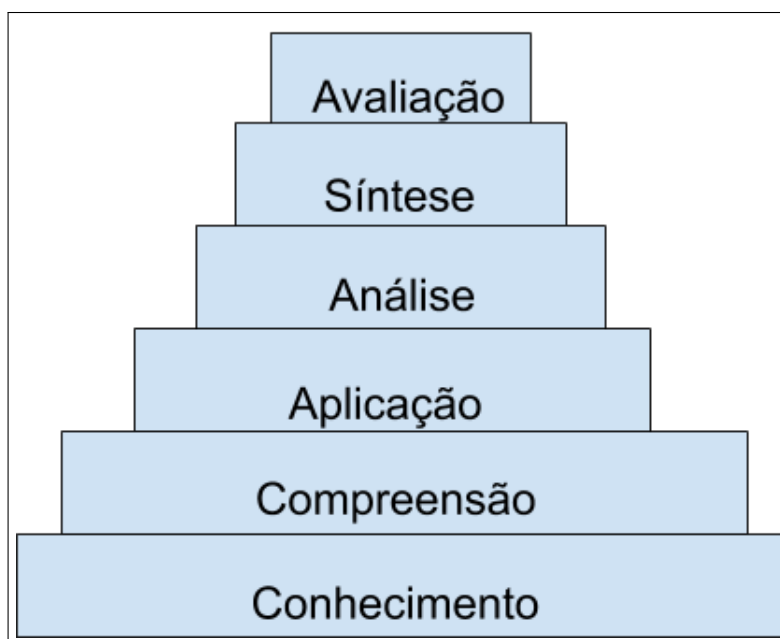 Avaliação
Síntese
Análise
Aplicação
Compreensão
Conhecimento